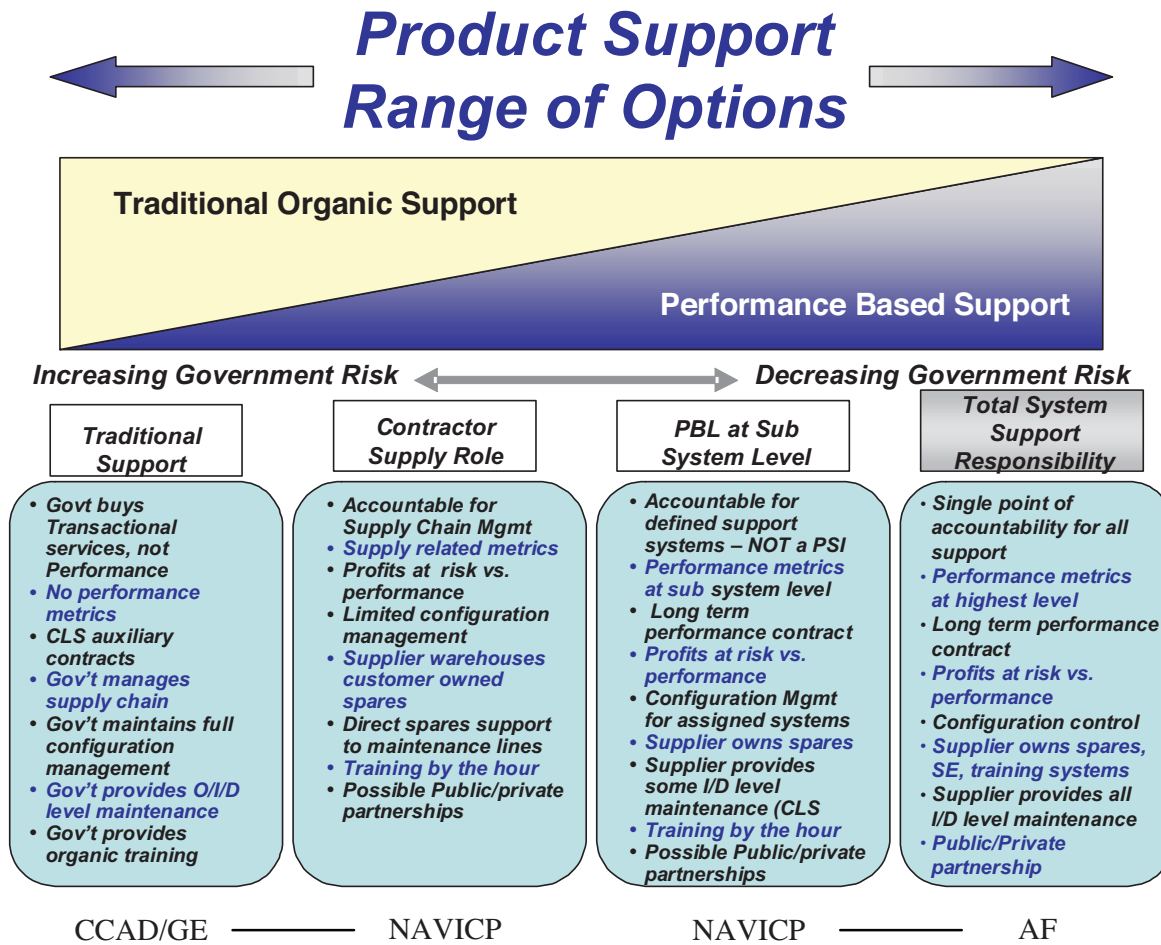 Product Support
Range of Options
Traditional Organic Support
Performance Based Support
Increasing Government Risk
Decreasing Government Risk
Traditional
Support
• Govt buys
Transactional
services, not
Performance
• No performance
metrics
• CLS auxiliary
contracts
• Gov't manages
supply chain
• Gov't maintains full
configuration
management
• Gov't provides O/I/D
level maintenance
• Gov't provides
organic training
Contractor
Supply Role
• Accountable for
Supply Chain Mgmt
• Supply related metrics
• Profits at risk vs.
performance
• Limited configuration
management
• Supplier warehouses
customer owned
spares
• Direct spares support
to maintenance lines
• Training by the hour
• Possible Public/private
partnerships
PBL at Sub
System Level
• Accountable for
defined support
systems – NOT a PSI
• Performance metrics
at sub system level
• Long term
performance contract
• Profits at risk vs.
performance
• Configuration Mgmt
for assigned systems
• Supplier owns spares
• Supplier provides
some I/D level
maintenance (CLS
• Training by the hour
• Possible Public/private
partnerships
Total System
Support
Responsibility
• Single point of
accountability for all
support
• Performance metrics
at highest level
• Long term performance
contract
• Profits at risk vs.
performance
• Configuration control
• Supplier owns spares,
SE, training systems
• Supplier provides all
I/D level maintenance
• Public/Private
partnership
CCAD/GE
NAVICP
NAVICP
AF